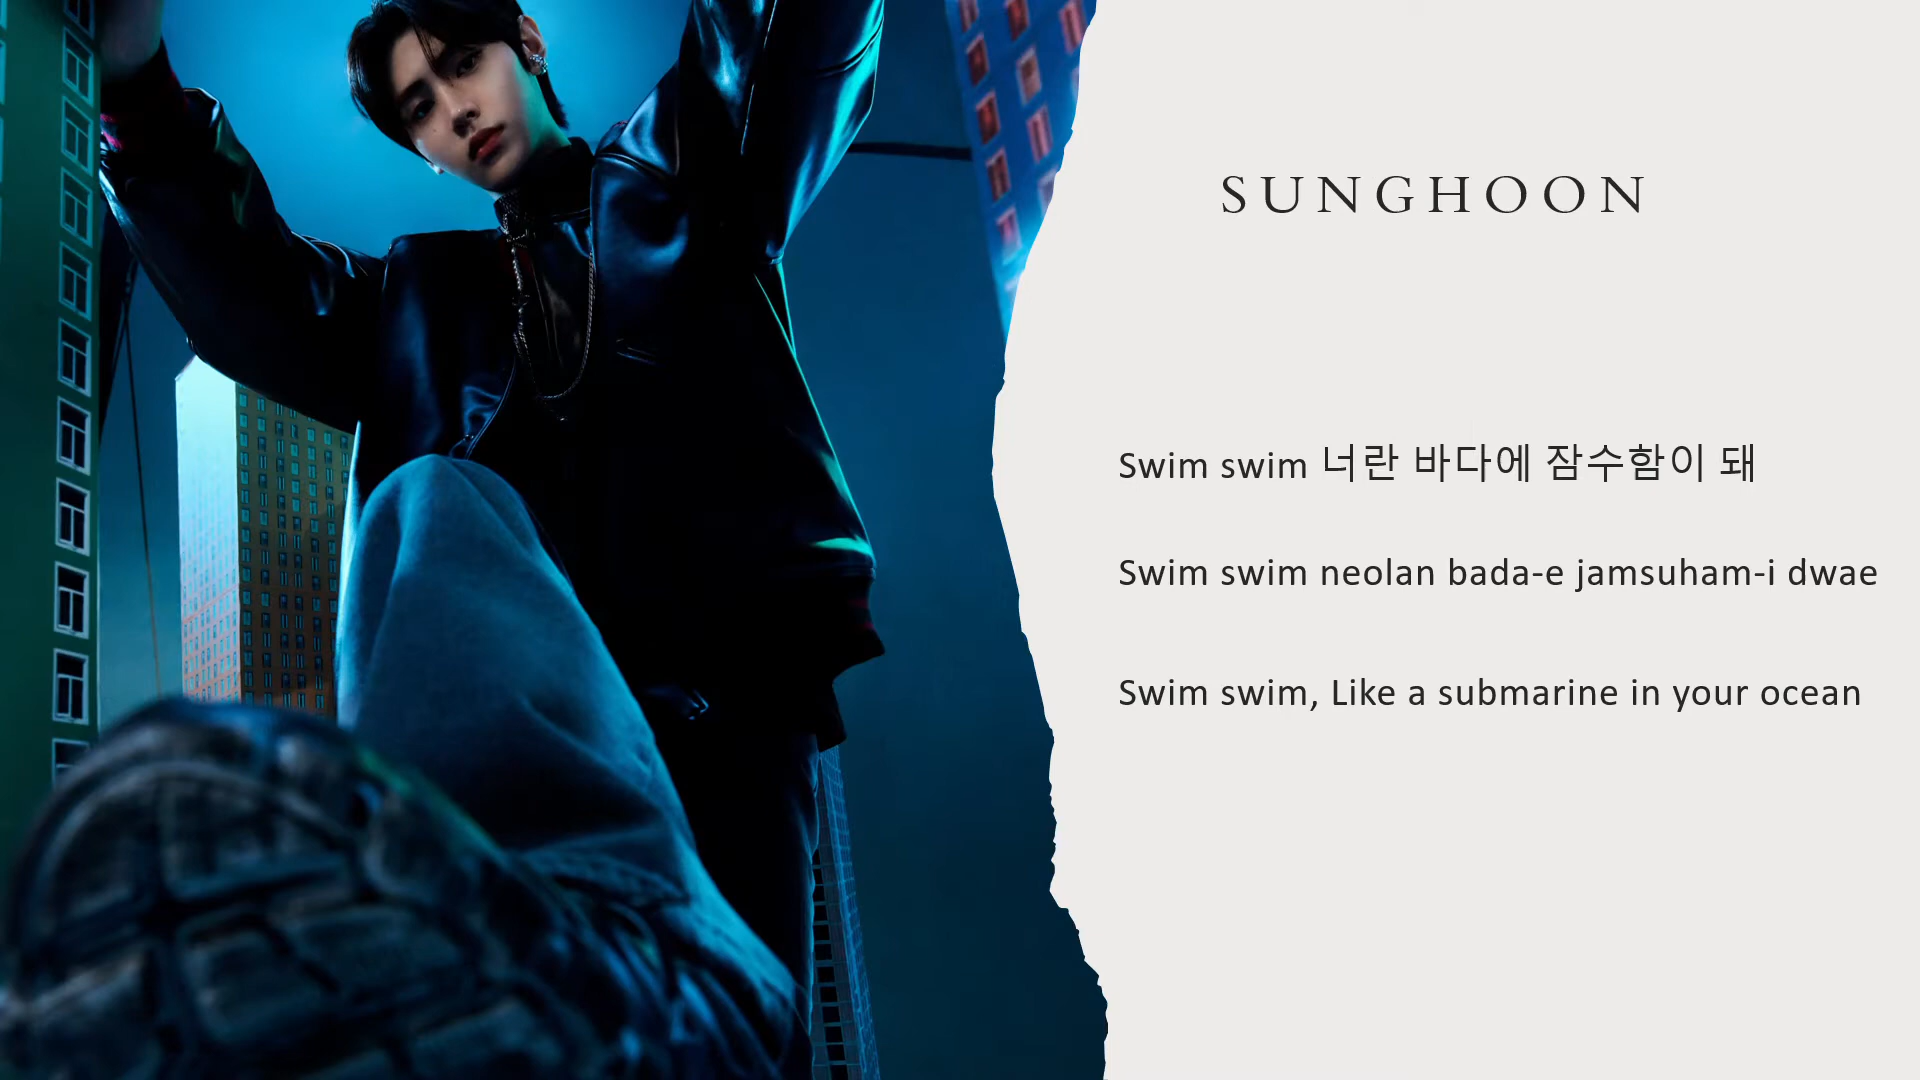 SUNGHOON
Swim swim 너란 바다에 잠수함이 돼
Swim swim neolan bada-e jamsuham-i dwae
Swim swim, Like a submarine in your ocean